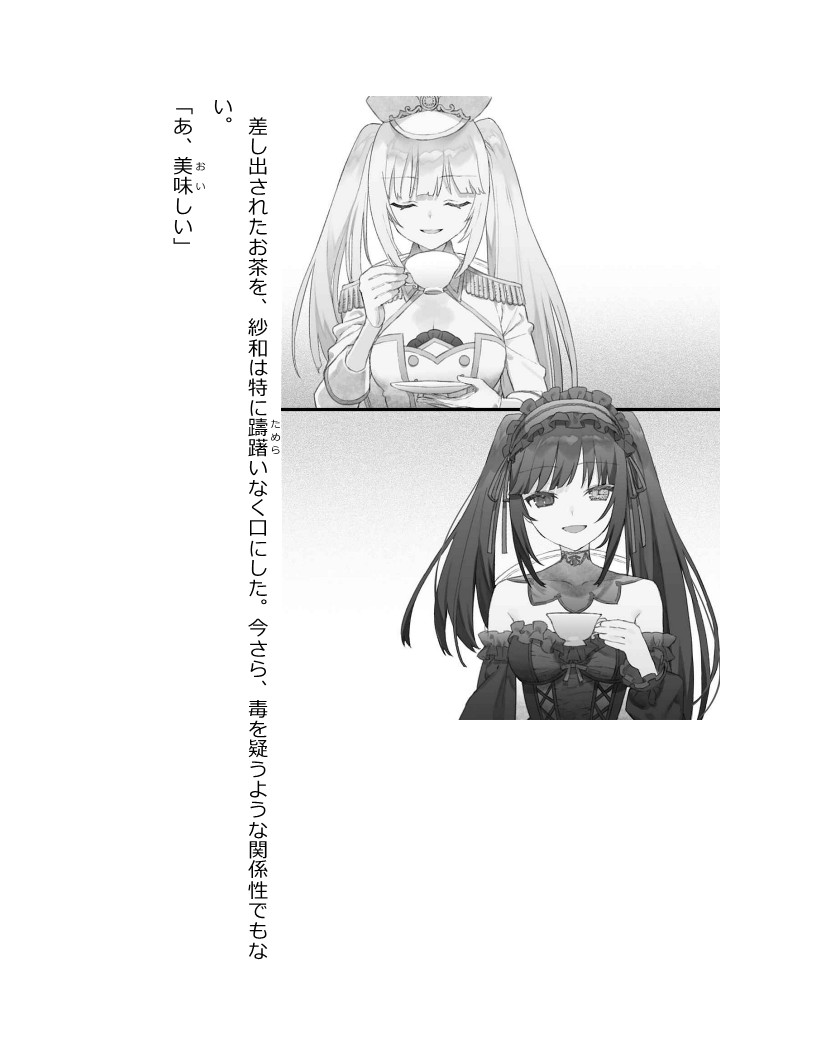 差し出されたお茶を、紗和は特に躊躇いなく口にした。今さら、毒を疑うような関係性でもな
い。
「あ、美味しい」